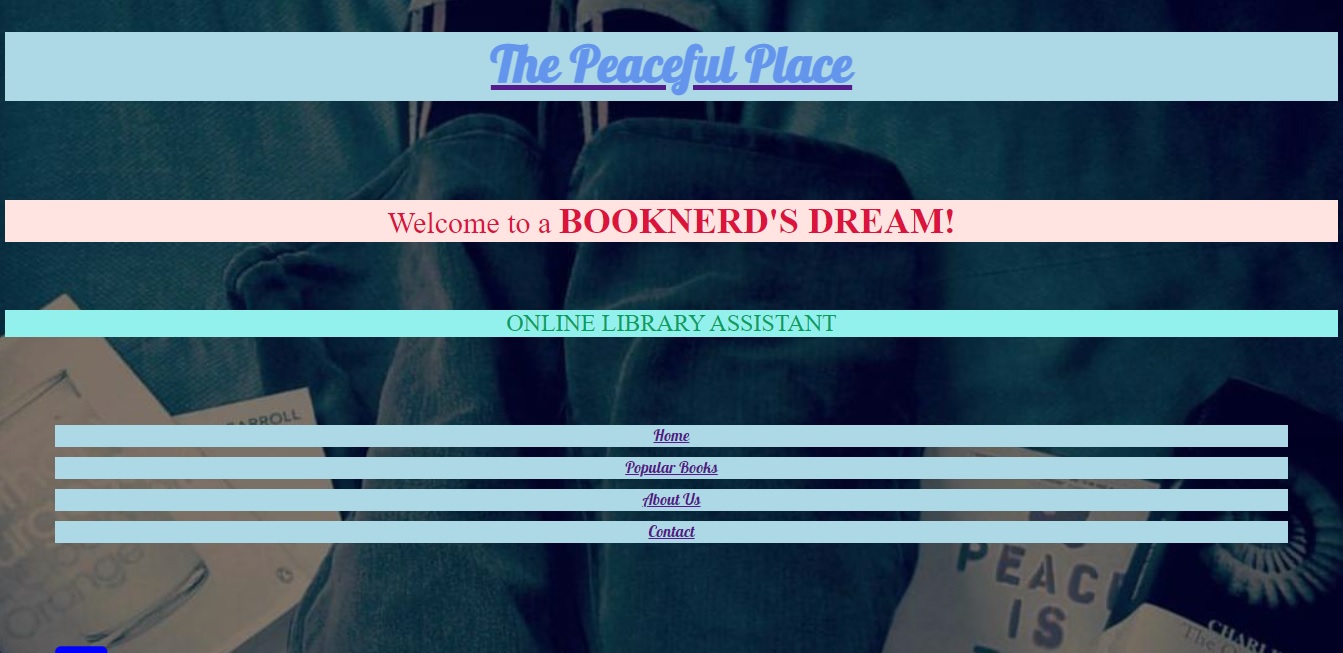 The Peaceful Place
Welcome to a BOOKNERD'S DREAM!
ONLINE LIBRARY ASSISTANT
CARROLL
Home
Popular Books
About Us
Contact
Orange
PEACE
IS